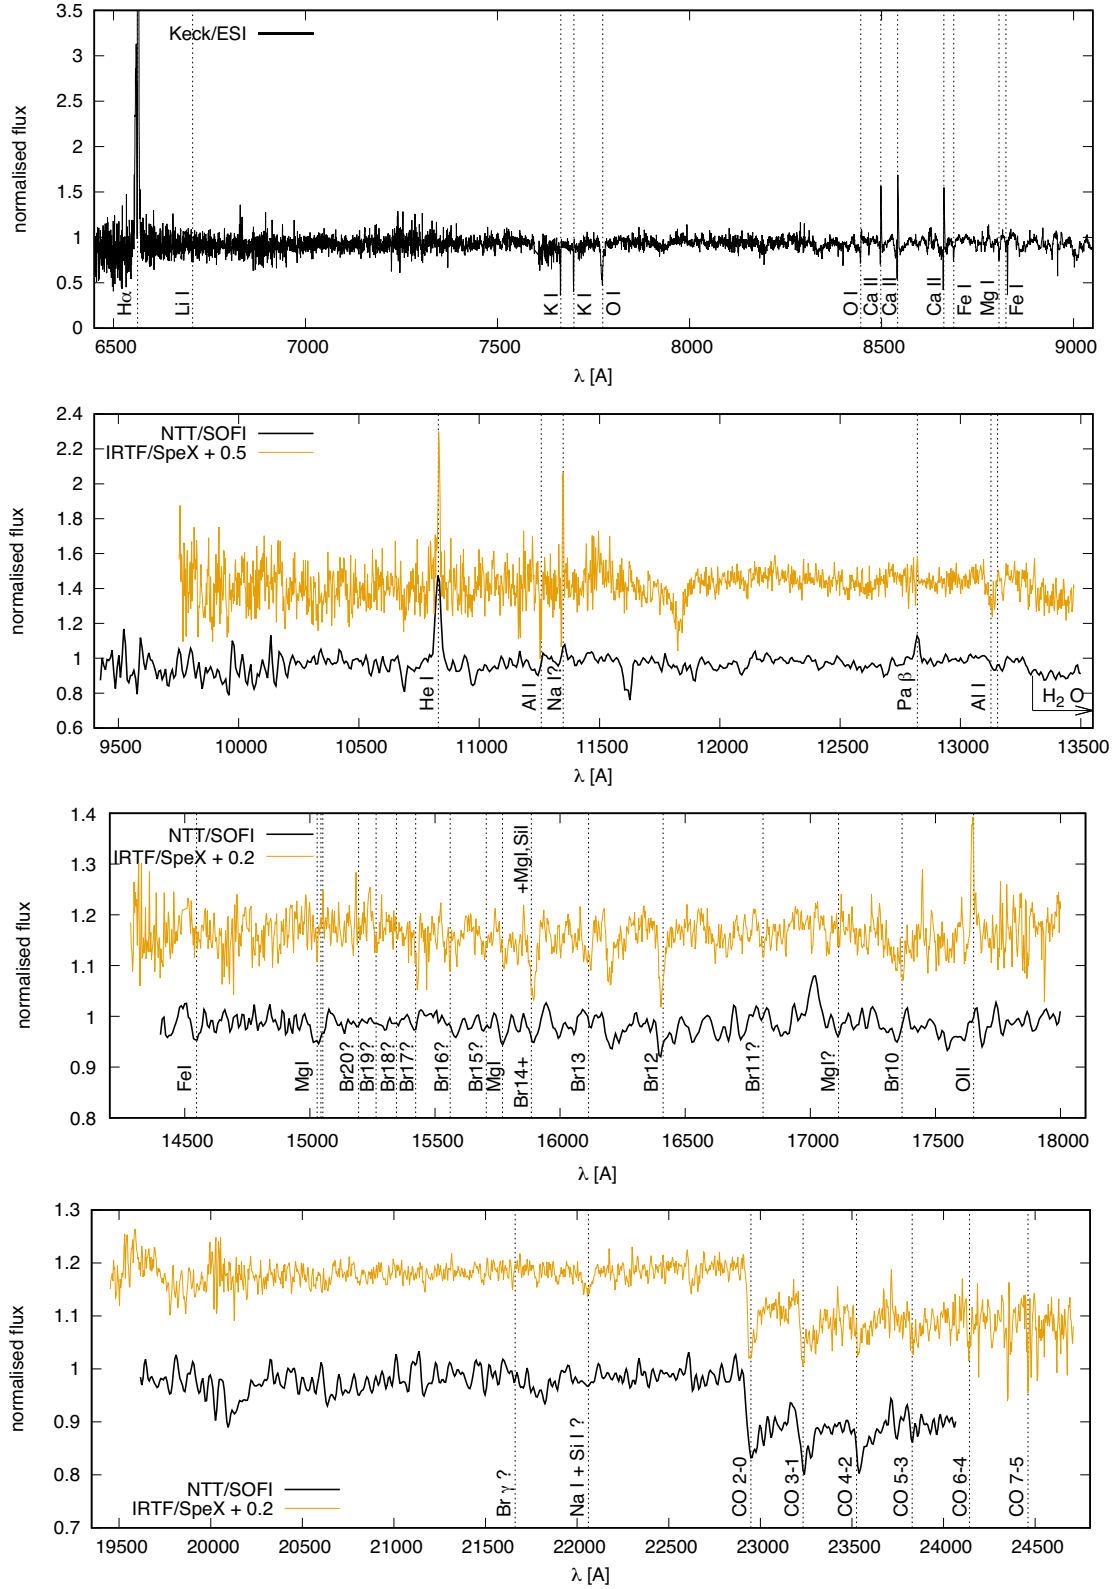 3.5
3
2.5
2
1.5
1
0.5
0
normalised flux
Keck/ESI
Hα
Li I
K I
K I
O I
O I
Ca II
Ca II
Ca II
Fe I
Mg I
Fe I
6500 7000 7500 8000 8500 9000
λ [A]
2.4
2.2
2
1.8
1.6
1.4
1.2
1
0.8
0.6
normalised flux
NTT/SOFI
IRTF/SpeX + 0.5
He I
Al I
Na I?
Pa β
Al I
H2 O
9500 10000 10500 11000 11500 12000 12500 13000 13500
λ [A]
1.4
1.3
1.2
1.1
1
0.9
0.8
normalised flux
NTT/SOFI
IRTF/SpeX + 0.2
FeI
MgI
Br20?
Br19?
Br18?
Br17?
Br16?
Br15?
MgI
Br14+
+MgI,SiI
Br13
Br12
Br11?
MgI?
Br10
OII
14500 15000 15500 16000 16500 17000 17500 18000
λ [A]
1.3
1.2
1.1
1
0.9
0.8
0.7
normalised flux
NTT/SOFI
IRTF/SpeX + 0.2
Br γ ?
Na I + Si I ?
CO 2-0
CO 3-1
CO 4-2
CO 5-3
CO 6-4
CO 7-5
19500 20000 20500 21000 21500 22000 22500 23000 23500 24000 24500
λ [A]